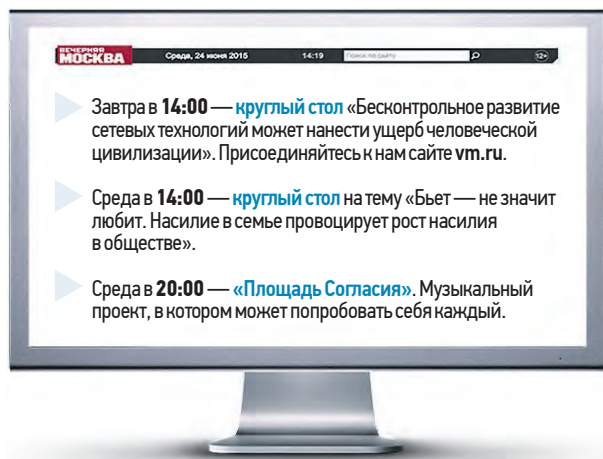 ВЕЧЕРНЯЯ
МОСКВА Среда, 24 июня 2015 14:19 Поиск по сайту 12+
Завтра в 14:00 — круглый стол «Бесконтрольное развитие
сетевых технологий может нанести ущерб человеческой
цивилизации». Присоединяйтесь к нам сайте vm.ru.
Среда в 14:00 — круглый стол на тему «Бьет — не значит
любит. Насилие в семье провоцирует рост насилия
в обществе».
Среда в 20:00 — «Площадь Согласия». Музыкальный
проект, в котором может попробовать себя каждый.